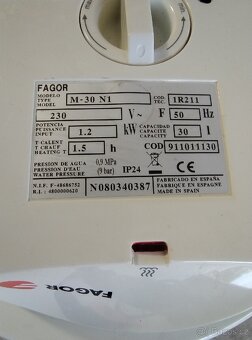 FAGOR
MODELO
TYPE
MODEL
M-30 N1
COD.
TEC.
1R211
230 V~ F 50 Hz
POTENCIA
PUISSANCE
INPUT
1.2 kW
CAPACIDAD
CAPACITE
CAPACITY
30 l
T CALENT
T CHAUF
HEATING T
1.5 h
COD 911011130
PRESION DE AGUA
PRESSION D'EAU
WATER PRESSURE
0,9 MPa
(9 bar)
IP24
FABRICADO EN ESPAÑA
FABRIQUE EN ESPAGNE
MADE IN SPAIN
N.I.F. F-48686752
R.I.: 480000620
N080340387
FAGOR